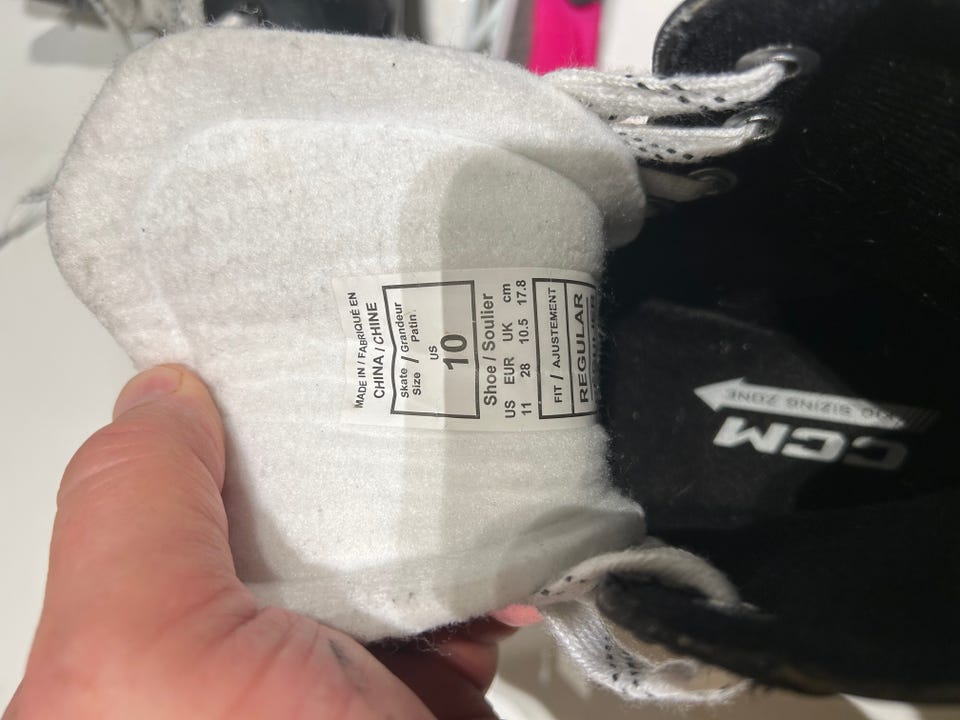 MADE IN / FABRIQUÉ EN
CHINA / CHINE
Skate / Grandeur
Size / Patin
US
10
Shoe / Soulier
US EUR UK cm
11 28 10.5 17.8
FIT / AJUSTEMENT
REGULAR
SIZING ZONE
CCM